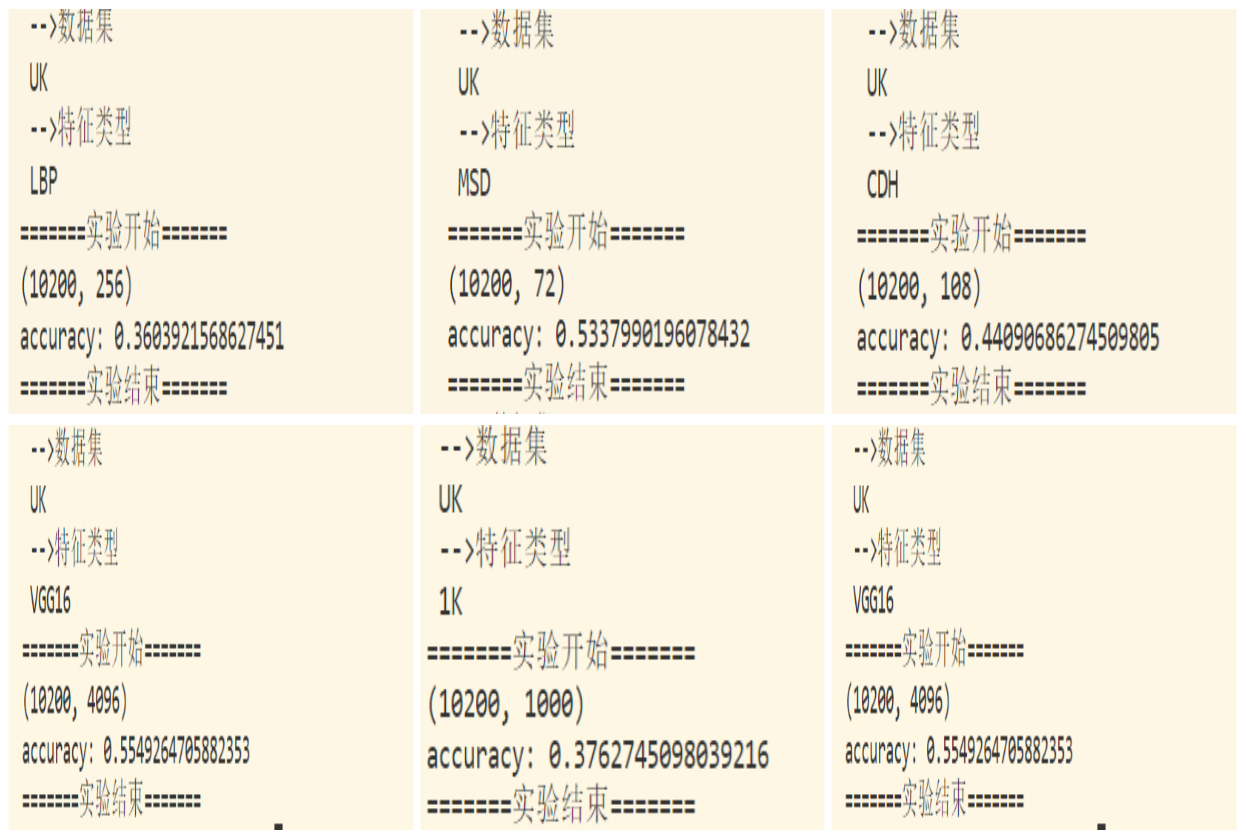 -->数据集
UK
-->特征类型
LBP
=======实验开始=======
(10200, 256)
accuracy: 0.3603921568627451
=======实验结束=======
-->数据集
UK
-->特征类型
MSD
=======实验开始=======
(10200, 72)
accuracy: 0.5337990196078432
=======实验结束=======
-->数据集
UK
-->特征类型
CDH
=======实验开始=======
(10200, 108)
accuracy: 0.44090686274509805
=======实验结束=======
-->数据集
UK
-->特征类型
VGG16
=======实验开始=======
(10200, 4096)
accuracy: 0.5549264705882353
=======实验结束=======
-->数据集
UK
-->特征类型
1K
=======实验开始=======
(10200, 1000)
accuracy: 0.3762745098039216
=======实验结束=======
-->数据集
UK
-->特征类型
VGG16
=======实验开始=======
(10200, 4096)
accuracy: 0.5549264705882353
=======实验结束=======